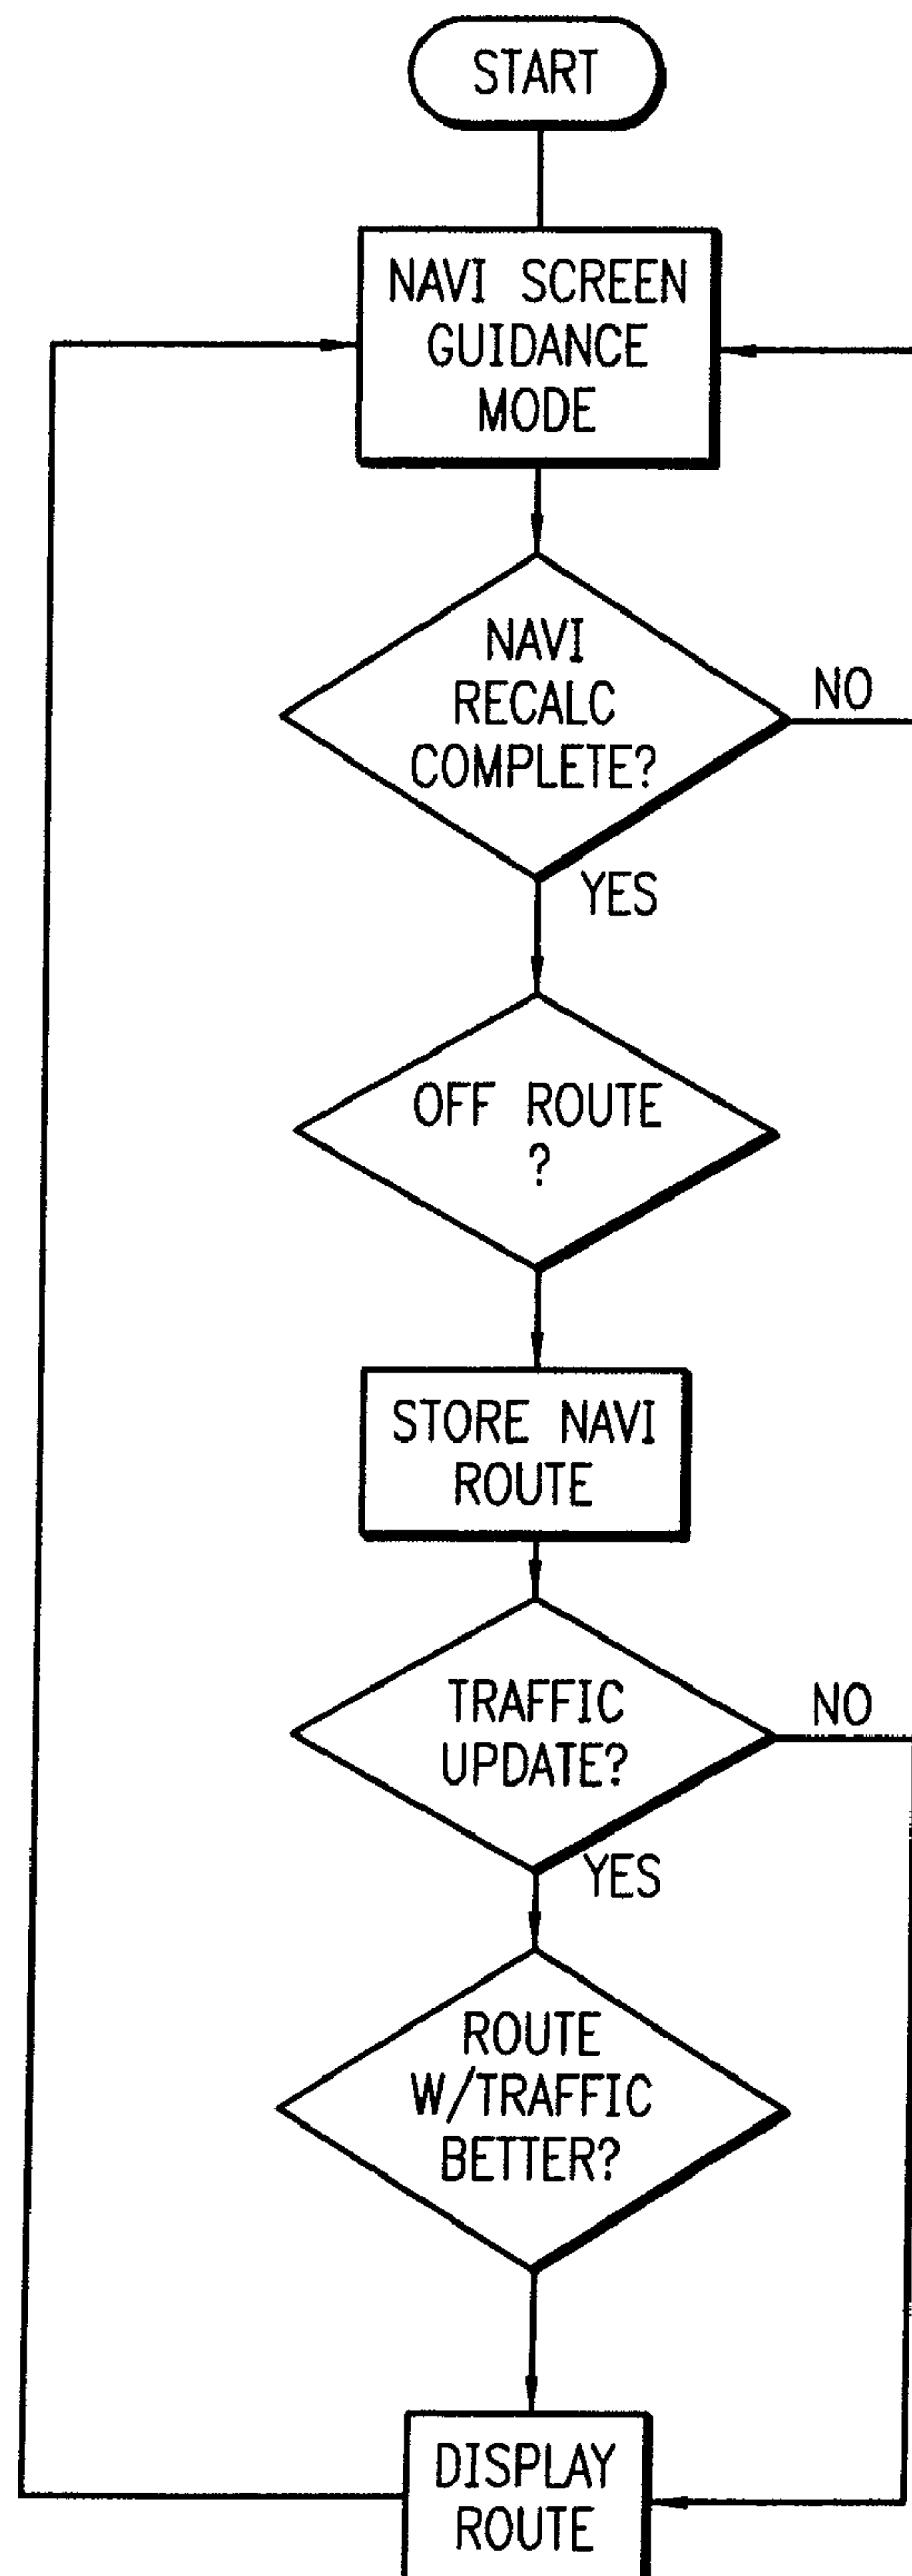 START
NAVI SCREEN
GUIDANCE
MODE
NAVI
RECALC
COMPLETE?
NO
YES
OFF ROUTE
?
STORE NAVI
ROUTE
TRAFFIC
UPDATE?
NO
YES
ROUTE
W/TRAFFIC
BETTER?
DISPLAY
ROUTE